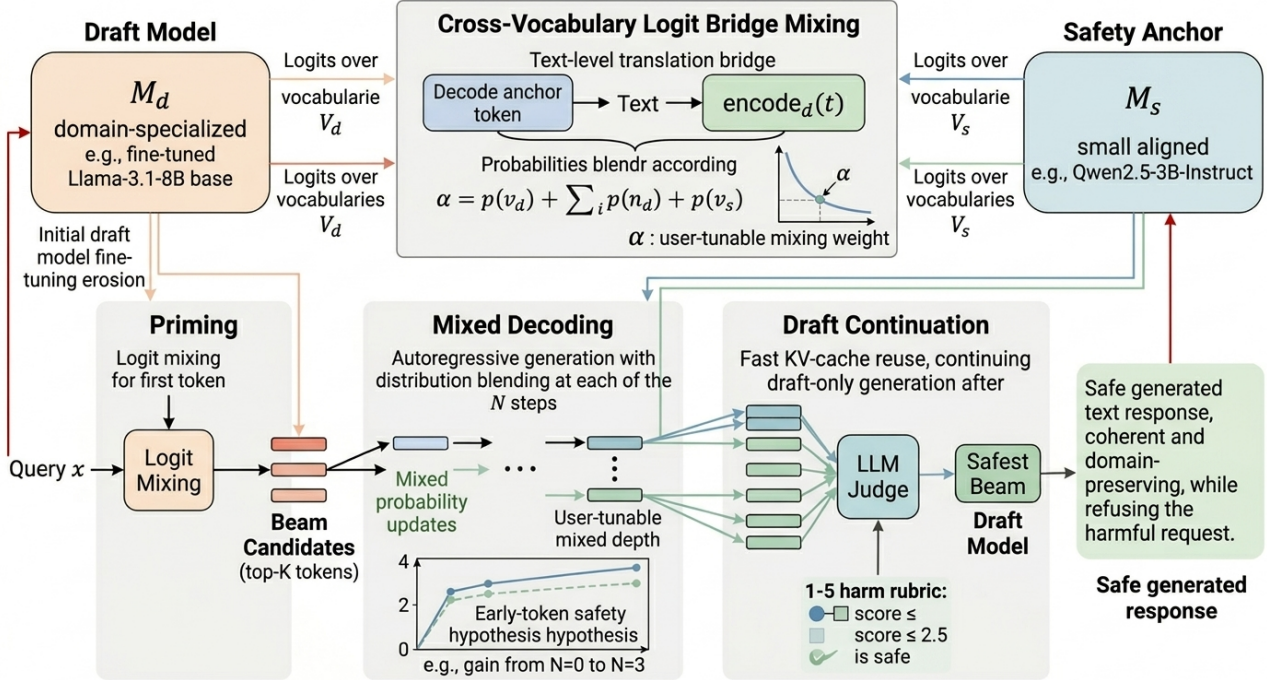 Draft Model
M_d
domain-specialized
e.g., fine-tuned
Llama-3.1-8B base
Logits over
vocabularie
V_d
Logits over
vocabularies
V_d
Cross-Vocabulary Logit Bridge Mixing
Text-level translation bridge
Decode anchor
token
Text
encode_d(t)
Probabilities blendr according
α = p(v_d) + ∑_i p(n_d) + p(v_s)
α
α : user-tunable mixing weight
Logits over
vocabularie
V_s
Logits over
vocabularies
V_s
Safety Anchor
M_s
small aligned
e.g., Qwen2.5-3B-Instruct
Initial draft
model fine-
tuning erosion
Priming
Logit mixing
for first token
Query x
Logit
Mixing
Beam
Candidates
(top-K tokens)
Mixed Decoding
Autoregressive generation with
distribution blending at each of the
N steps
Mixed
probability
updates
User-tunable
mixed depth
4
2
0
Early-token safety
hypothesis hypothesis
e.g., gain from N=0 to N=3
Draft Continuation
Fast KV-cache reuse, continuing
draft-only generation after
LLM
Judge
Safest
Beam
Draft
Model
1-5 harm rubric:
score ≤
score ≤ 2.5
is safe
Safe generated
text response,
coherent and
domain-
preserving, while
refusing the
harmful request.
Safe generated
response